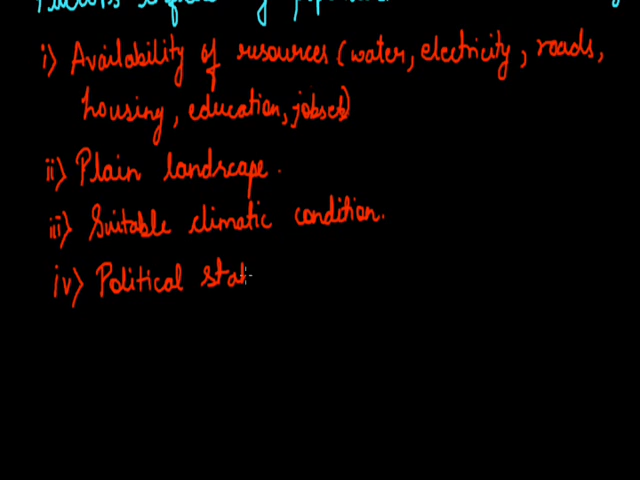 i) Availability of resources (water, electricity, roads,
housing, education, jobs etc)
ii) Plain landscape.
iii) Suitable climatic condition.
iv) Political sta